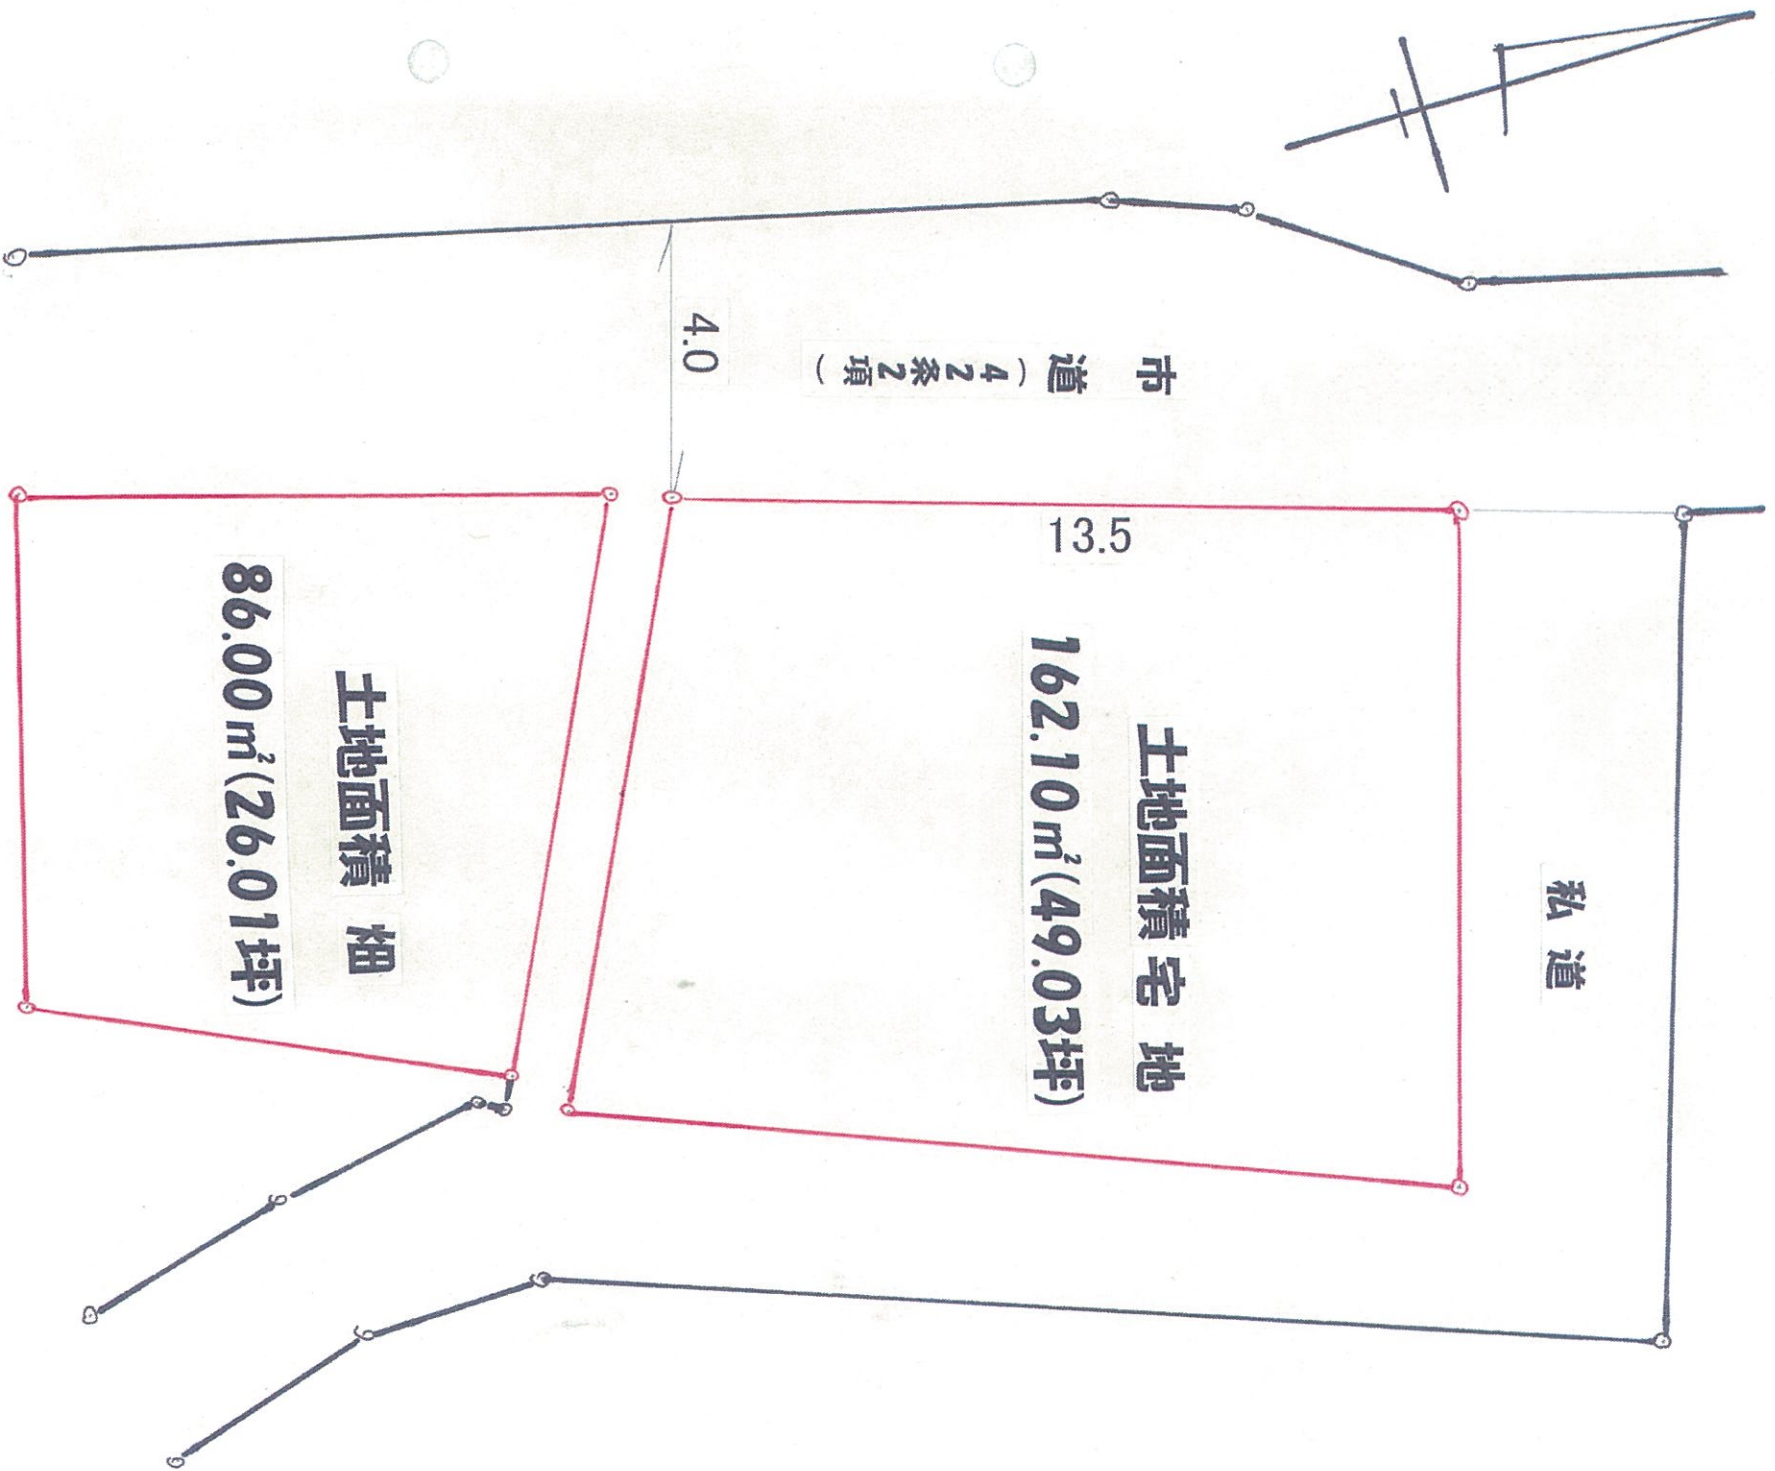 市 道 （42条2項）
4.0
13.5
私 道
土地面積 宅 地
162.10㎡(49.03坪)
土地面積 畑
86.00㎡(26.01坪)